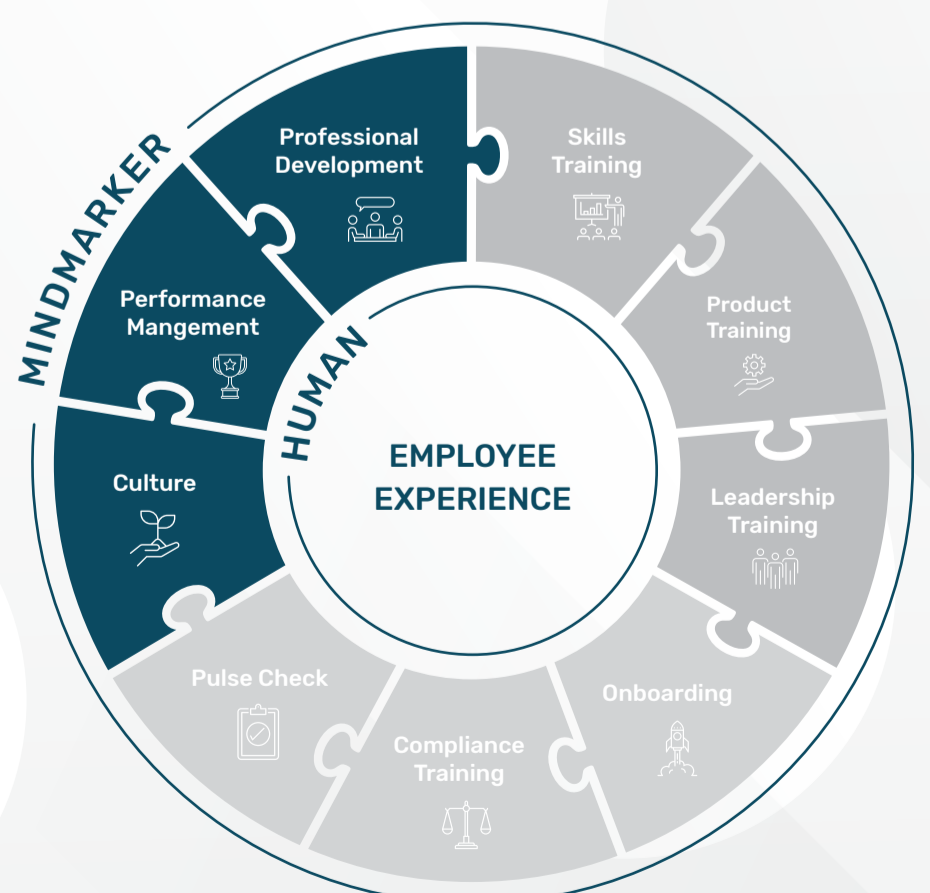 MINDMARKER
HUMAN
EMPLOYEE
EXPERIENCE
Professional
Development
Skills
Training
Product
Training
Leadership
Training
Onboarding
Compliance
Training
Pulse Check
Culture
Performance
Mangement